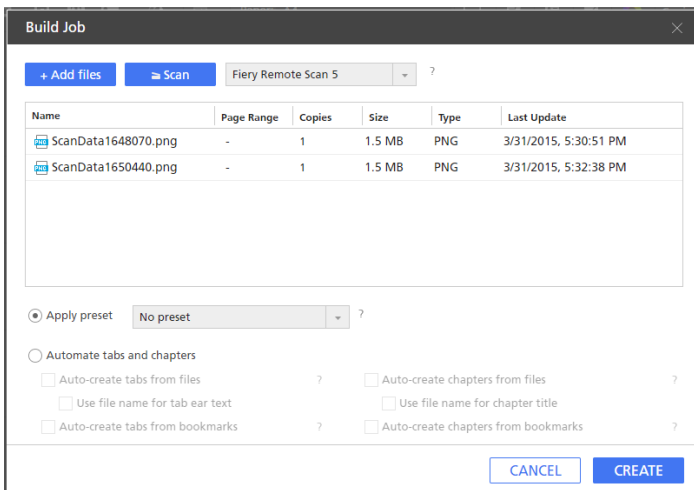 Build Job
+ Add files Scan Fiery Remote Scan 5 ?
Name Page Range Copies Size Type Last Update
PNG ScanData1648070.png - 1 1.5 MB PNG 3/31/2015, 5:30:51 PM
PNG ScanData1650440.png - 1 1.5 MB PNG 3/31/2015, 5:32:38 PM
Apply preset No preset ?
Automate tabs and chapters
Auto-create tabs from files ? Auto-create chapters from files ?
Use file name for tab ear text Use file name for chapter title
Auto-create tabs from bookmarks ? Auto-create chapters from bookmarks ?
CANCEL CREATE